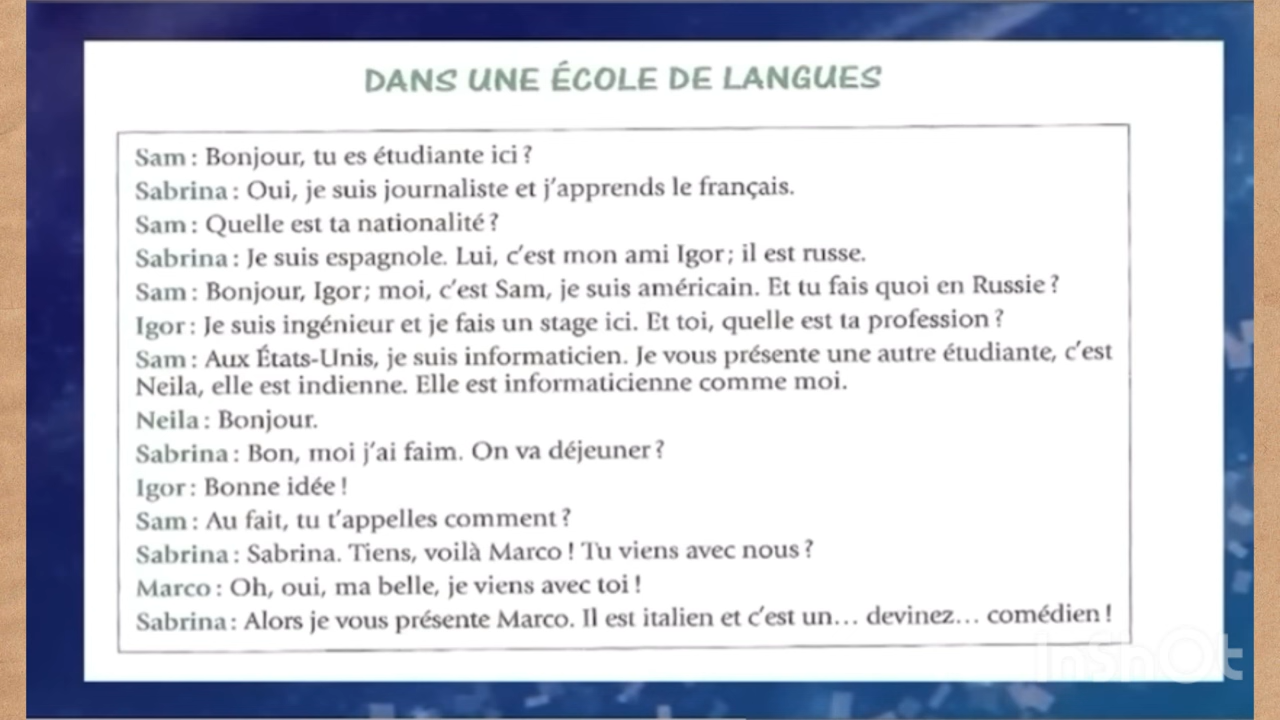 DANS UNE ÉCOLE DE LANGUES
Sam : Bonjour, tu es étudiante ici ?
Sabrina : Oui, je suis journaliste et j'apprends le français.
Sam : Quelle est ta nationalité ?
Sabrina : Je suis espagnole. Lui, c'est mon ami Igor ; il est russe.
Sam : Bonjour, Igor ; moi, c'est Sam, je suis américain. Et tu fais quoi en Russie ?
Igor : Je suis ingénieur et je fais un stage ici. Et toi, quelle est ta profession ?
Sam : Aux États-Unis, je suis informaticien. Je vous présente une autre étudiante, c'est
Neila, elle est indienne. Elle est informaticienne comme moi.
Neila : Bonjour.
Sabrina : Bon, moi j'ai faim. On va déjeuner ?
Igor : Bonne idée !
Sam : Au fait, tu t'appelles comment ?
Sabrina : Sabrina. Tiens, voilà Marco ! Tu viens avec nous ?
Marco : Oh, oui, ma belle, je viens avec toi !
Sabrina : Alors je vous présente Marco. Il est italien et c'est un... devinez... comédien !
InShOt